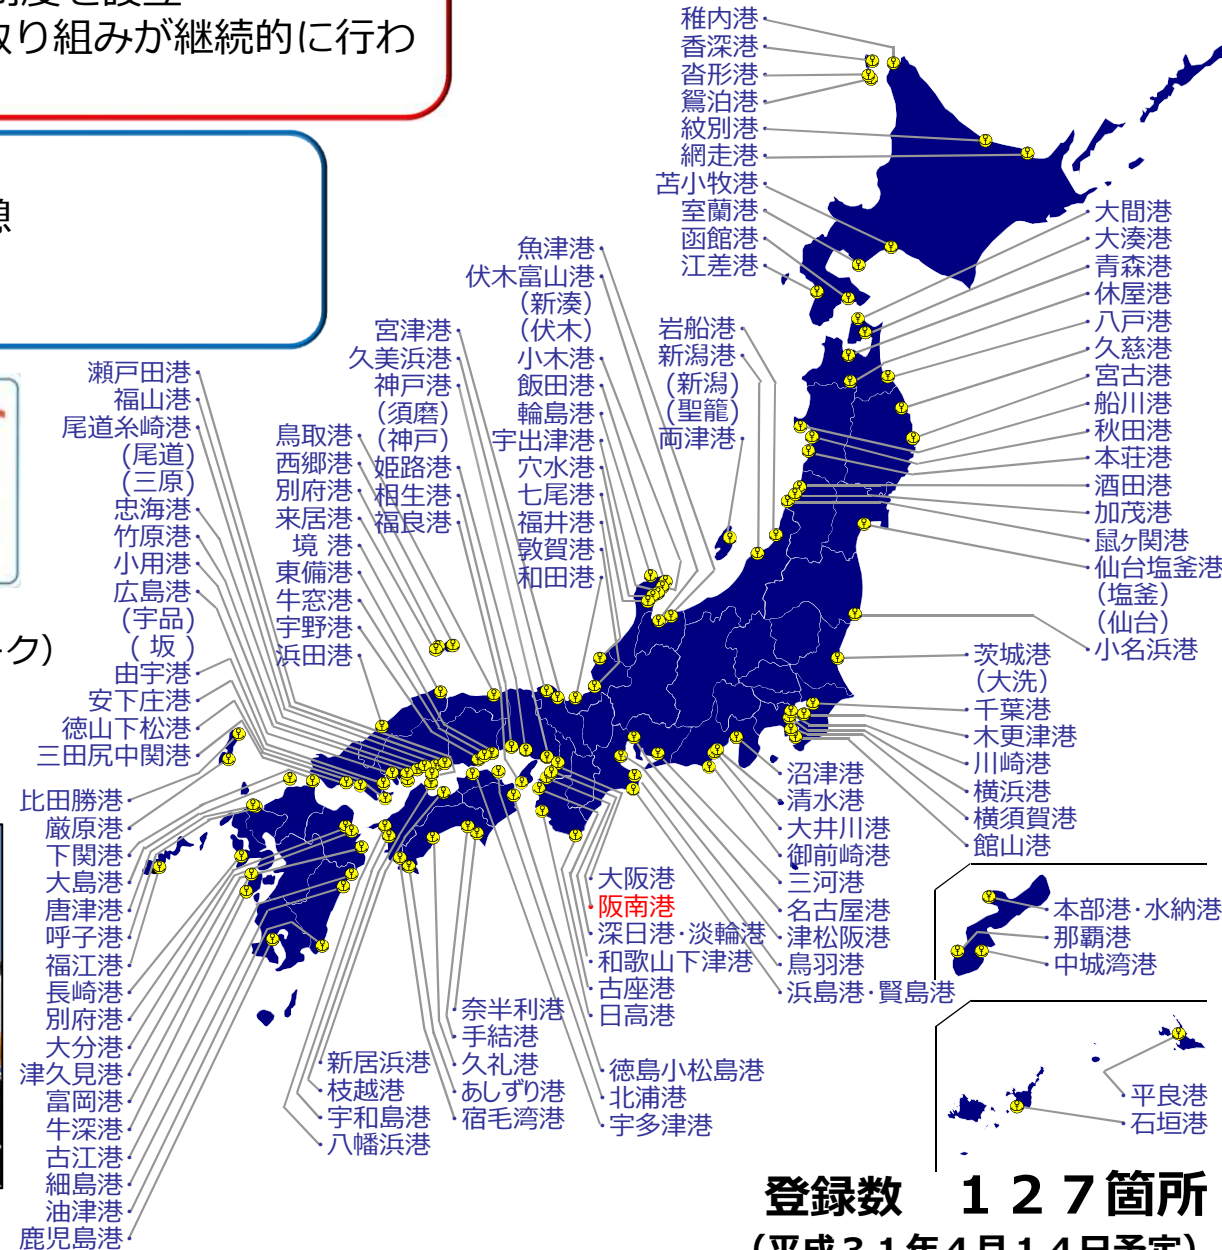 制度を設立
取り組みが継続的に行わ
憩
ーク）
稚内港
香深港
沓形港
鴛泊港
紋別港
網走港
苫小牧港
室蘭港
函館港
江差港
大間港
大湊港
青森港
休屋港
八戸港
久慈港
宮古港
船川港
秋田港
本荘港
酒田港
加茂港
鼠ヶ関港
仙台塩釜港
（塩釜）
（仙台）
小名浜港
岩船港
新潟港
（新潟）
（聖籠）
両津港
魚津港
伏木富山港
（新湊）
（伏木）
小木港
飯田港
輪島港
宇出津港
穴水港
七尾港
福井港
敦賀港
和田港
宮津港
久美浜港
神戸港
（須磨）
（神戸）
姫路港
相生港
福良港
鳥取港
西郷港
別府港
来居港
境 港
東備港
牛窓港
宇野港
浜田港
瀬戸田港
福山港
尾道糸崎港
（尾道）
（三原）
忠海港
竹原港
小用港
広島港
（宇品）
（ 坂 ）
由宇港
安下庄港
徳山下松港
三田尻中関港
比田勝港
厳原港
下関港
大島港
唐津港
呼子港
福江港
長崎港
別府港
大分港
津久見港
富岡港
牛深港
古江港
細島港
油津港
鹿児島港
新居浜港
枝越港
宇和島港
八幡浜港
奈半利港
手結港
久礼港
あしずり港
宿毛湾港
徳島小松島港
北浦港
宇多津港
大阪港
阪南港
深日港・淡輪港
和歌山下津港
古座港
日高港
茨城港
（大洗）
千葉港
木更津港
川崎港
横浜港
横須賀港
館山港
沼津港
清水港
大井川港
御前崎港
三河港
名古屋港
津松阪港
鳥羽港
浜島港・賢島港
本部港・水納港
那覇港
中城湾港
平良港
石垣港
登録数　１２７箇所
（平成３１年４月１４日予定）